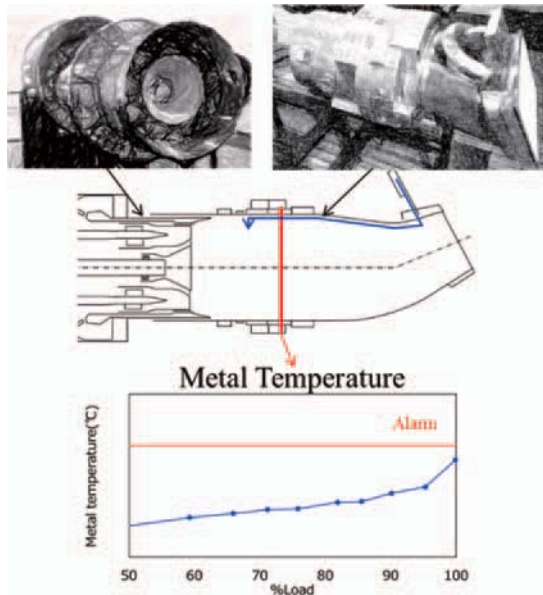 Metal Temperature
Alarm
Metal temperature(℃)
50 60 70 80 90 100
%Load